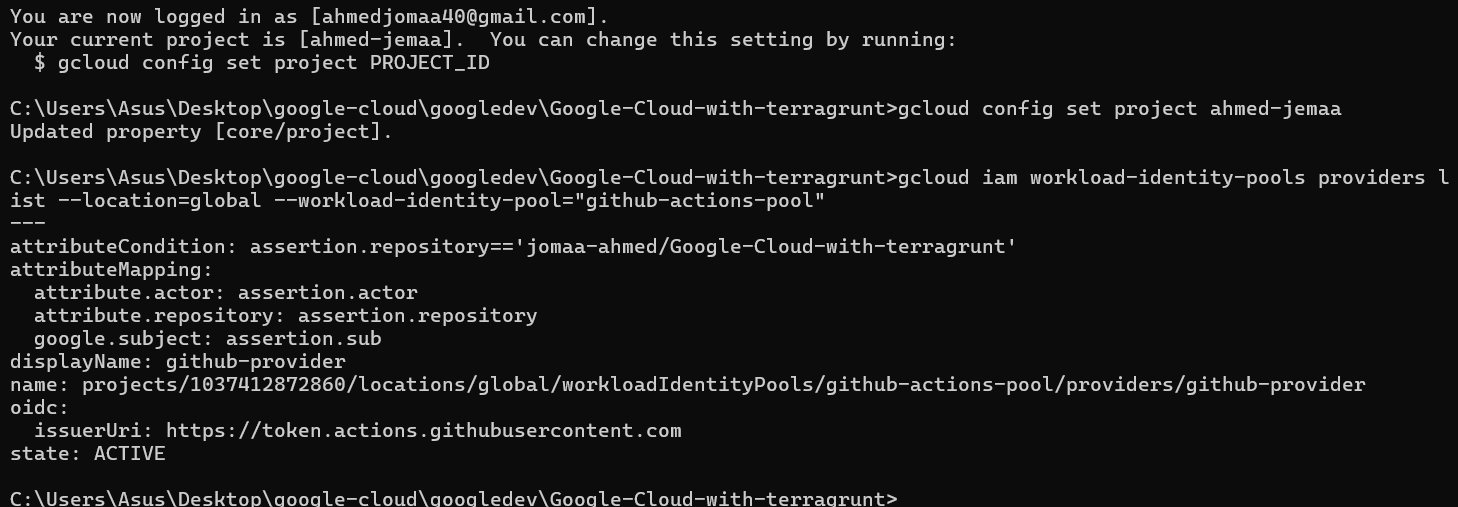 You are now logged in as [ahmedjomaa40@gmail.com].
Your current project is [ahmed-jemaa].  You can change this setting by running:
  $ gcloud config set project PROJECT_ID
C:\Users\Asus\Desktop\google-cloud\googledev\Google-Cloud-with-terragrunt>gcloud config set project ahmed-jemaa
Updated property [core/project].
C:\Users\Asus\Desktop\google-cloud\googledev\Google-Cloud-with-terragrunt>gcloud iam workload-identity-pools providers l
ist --location=global --workload-identity-pool="github-actions-pool"
---
attributeCondition: assertion.repository=='jomaa-ahmed/Google-Cloud-with-terragrunt'
attributeMapping:
  attribute.actor: assertion.actor
  attribute.repository: assertion.repository
  google.subject: assertion.sub
displayName: github-provider
name: projects/1037412872860/locations/global/workloadIdentityPools/github-actions-pool/providers/github-provider
oidc:
  issuerUri: https://token.actions.githubusercontent.com
state: ACTIVE
C:\Users\Asus\Desktop\google-cloud\googledev\Google-Cloud-with-terragrunt>